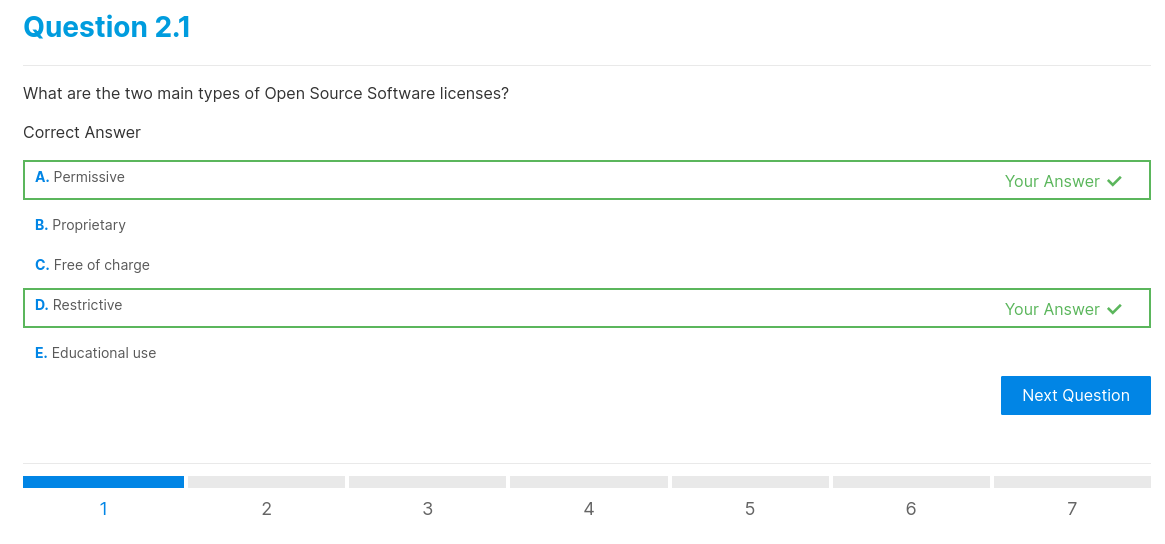 Question 2.1
What are the two main types of Open Source Software licenses?
Correct Answer
A. Permissive
Your Answer ✔
B. Proprietary
C. Free of charge
D. Restrictive
Your Answer ✔
E. Educational use
Next Question
1 2 3 4 5 6 7